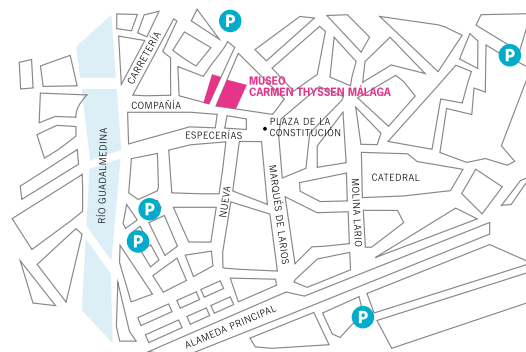 P
P
CARRETERÍA
MUSEO
CARMEN THYSSEN MÁLAGA
COMPAÑÍA
PLAZA DE LA
CONSTITUCIÓN
ESPECERÍAS
RÍO GUADALMEDINA
CATEDRAL
NUEVA
MARQUÉS DE LARIOS
MOLINA LARIO
P
P
ALAMEDA PRINCIPAL
P